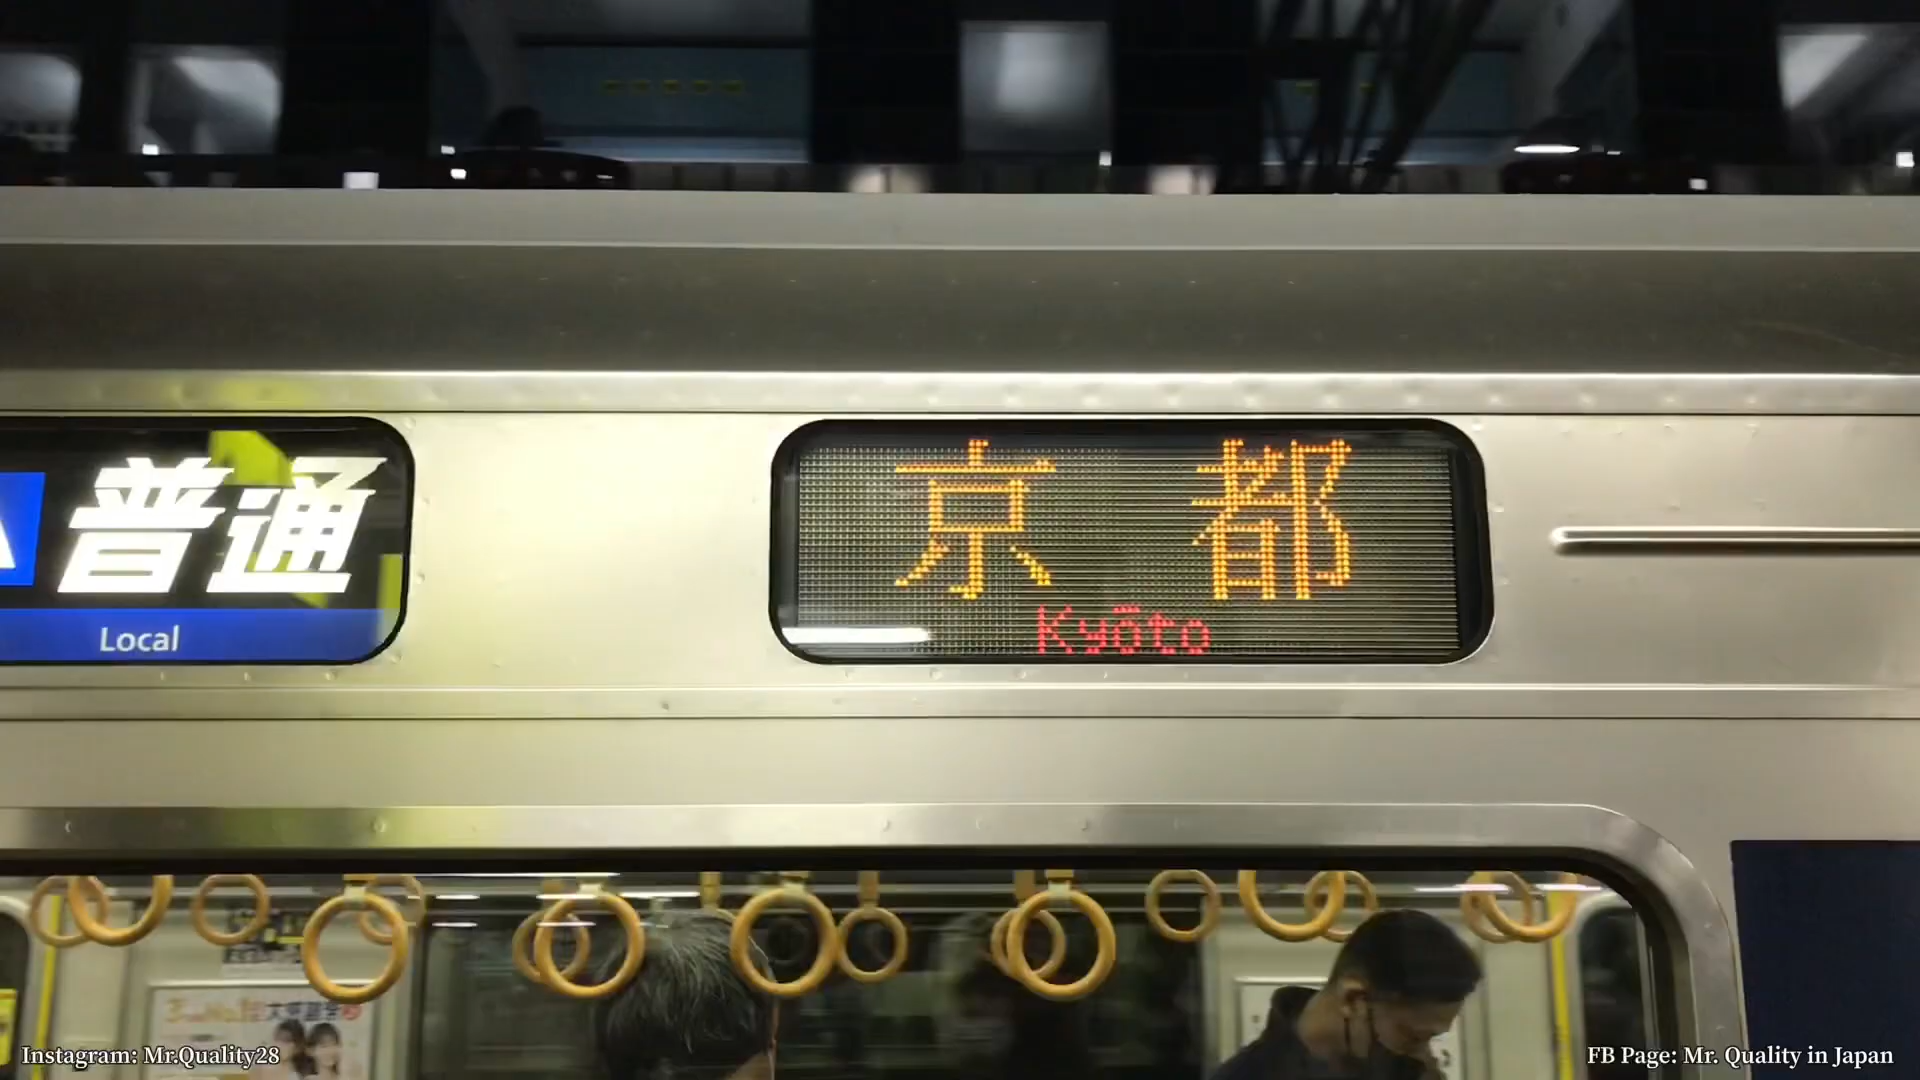 A 普通
Local
京都
Kyōto
Instagram: Mr.Quality28
FB Page: Mr. Quality in Japan